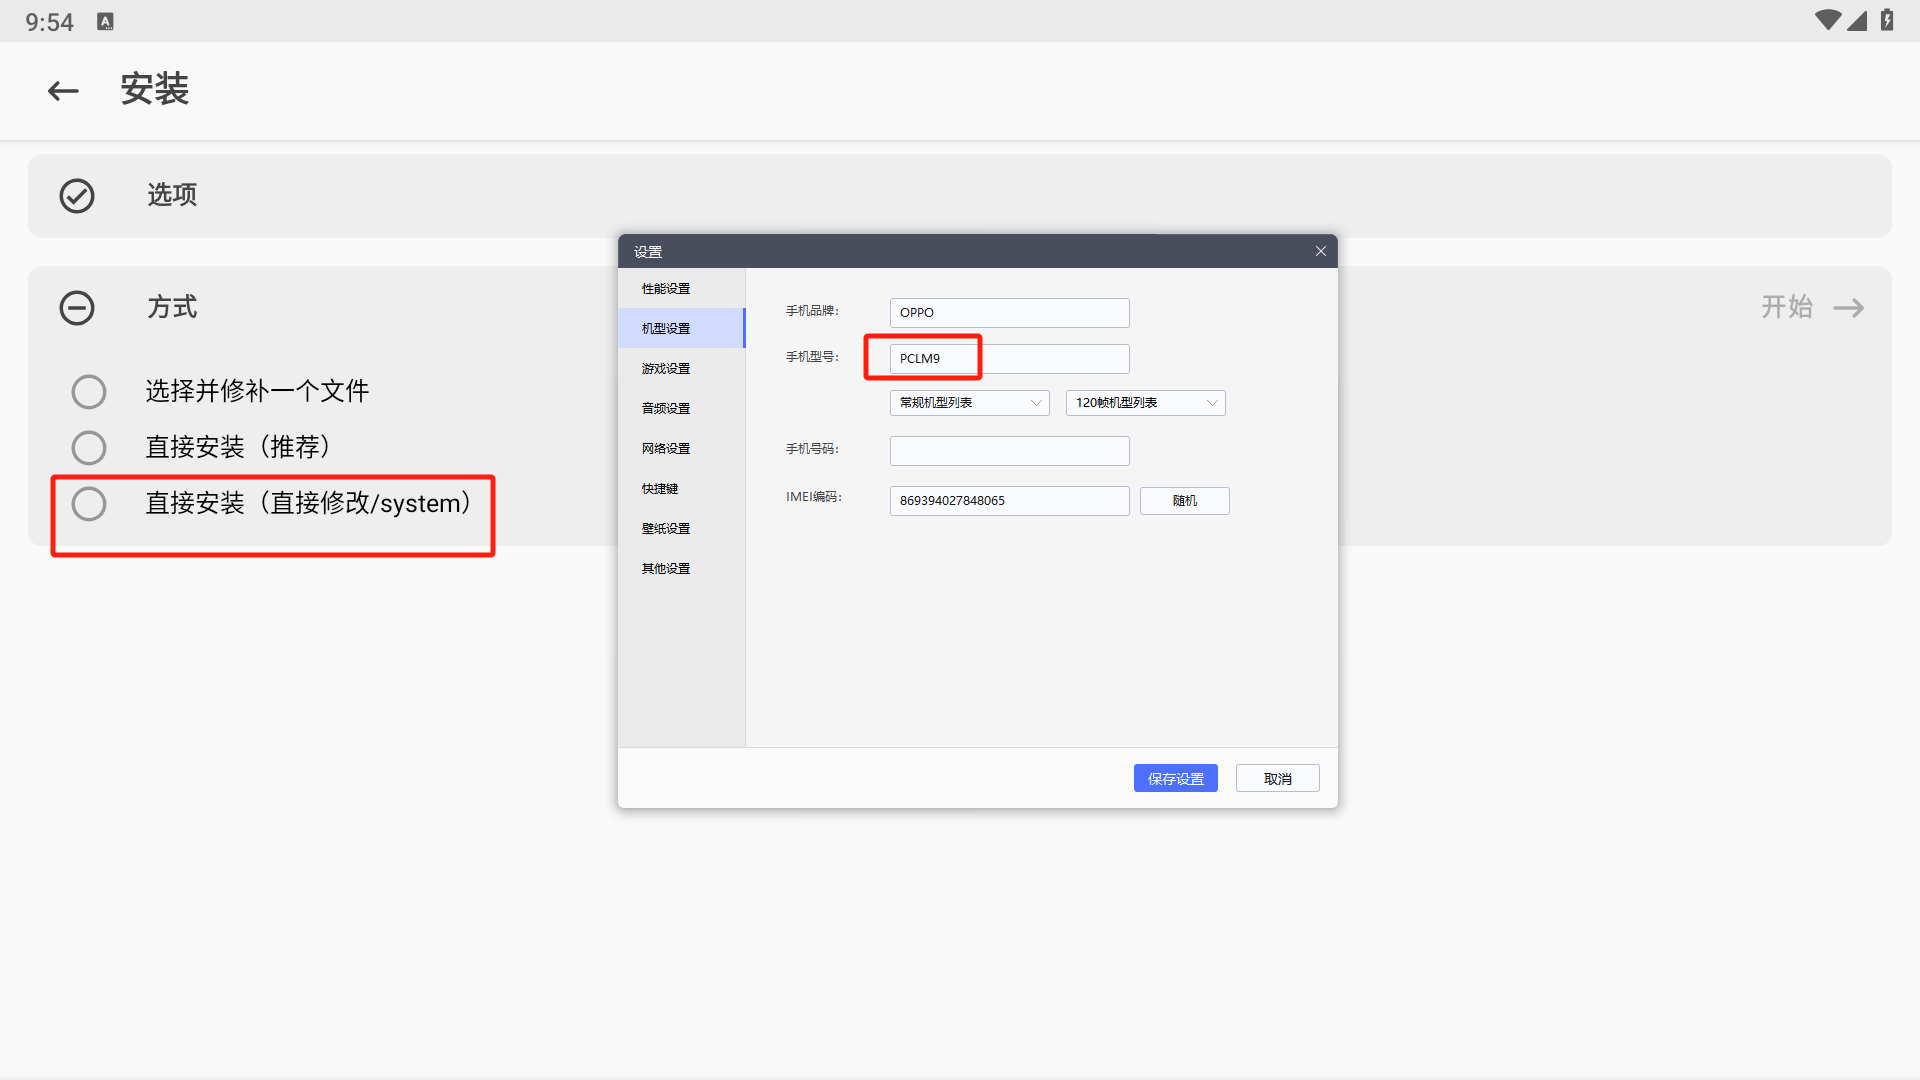 9:54
A
安装
选项
方式
开始
选择并修补一个文件
直接安装（推荐）
直接安装（直接修改/system）
设置
性能设置
机型设置
游戏设置
音频设置
网络设置
快捷键
壁纸设置
其他设置
手机品牌: OPPO
手机型号: PCLM9
常规机型列表 120帧机型列表
手机号码:
IMEI编码: 869394027848065 随机
保存设置 取消